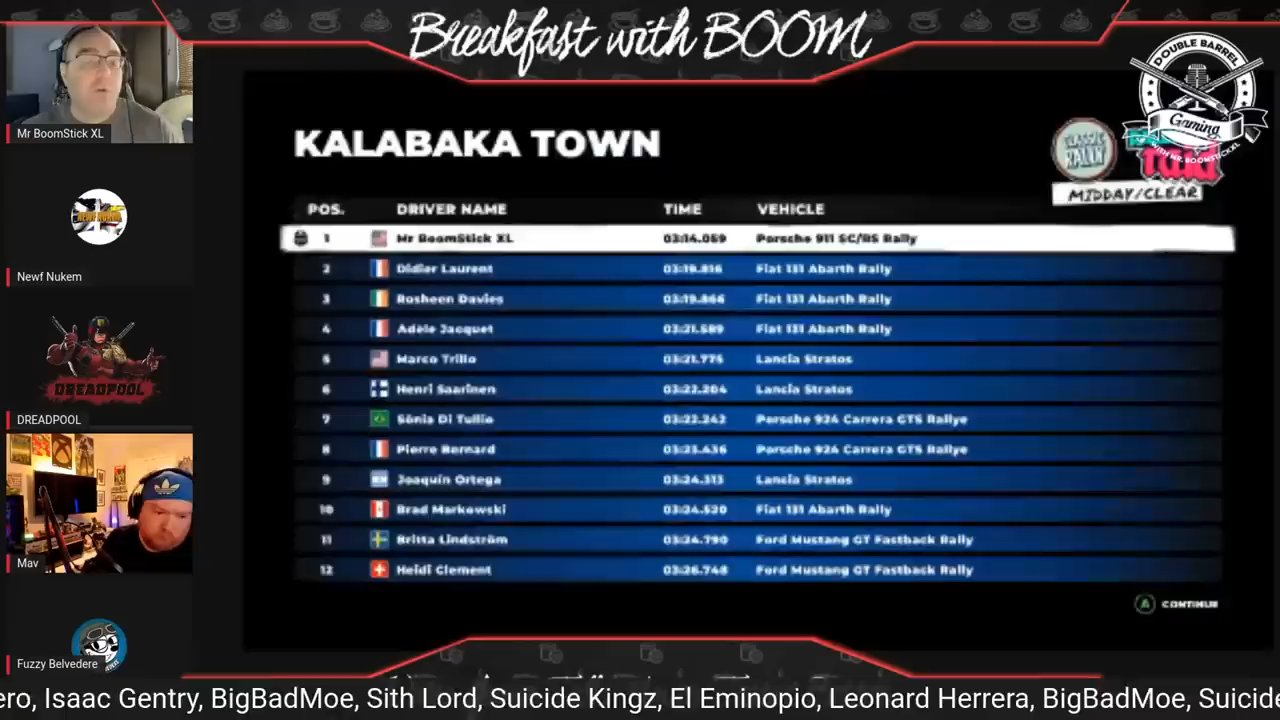 Breakfast with BOOM
Mr BoomStick XL
Newf Nukem
DREADPOOL
DREADPOOL
Mav
Fuzzy Belvedere
DOUBLE BARREL
Gaming
WITH MR. BOOMSTICKXL
KALABAKA TOWN
CLASSIC RALLY
MIDDAY/CLEAR
POS. DRIVER NAME TIME VEHICLE
1 Mr BoomStick XL 03:14.059 Porsche 911 SC/RS Rally
2 Didier Laurent 03:19.816 Fiat 131 Abarth Rally
3 Rosheen Davies 03:19.866 Fiat 131 Abarth Rally
4 Adèle Jacquet 03:21.589 Fiat 131 Abarth Rally
5 Marco Trillo 03:21.775 Lancia Stratos
6 Henri Saarinen 03:22.204 Lancia Stratos
7 Sônia Di Tullio 03:22.242 Porsche 924 Carrera GTS Rallye
8 Pierre Bernard 03:23.436 Porsche 924 Carrera GTS Rallye
9 Joaquín Ortega 03:24.313 Lancia Stratos
10 Brad Markowski 03:24.520 Fiat 131 Abarth Rally
11 Britta Lindström 03:24.790 Ford Mustang GT Fastback Rally
12 Heidi Clement 03:26.748 Ford Mustang GT Fastback Rally
A CONTINUE
ero, Isaac Gentry, BigBadMoe, Sith Lord, Suicide Kingz, El Eminopio, Leonard Herrera, BigBadMoe, Suicide